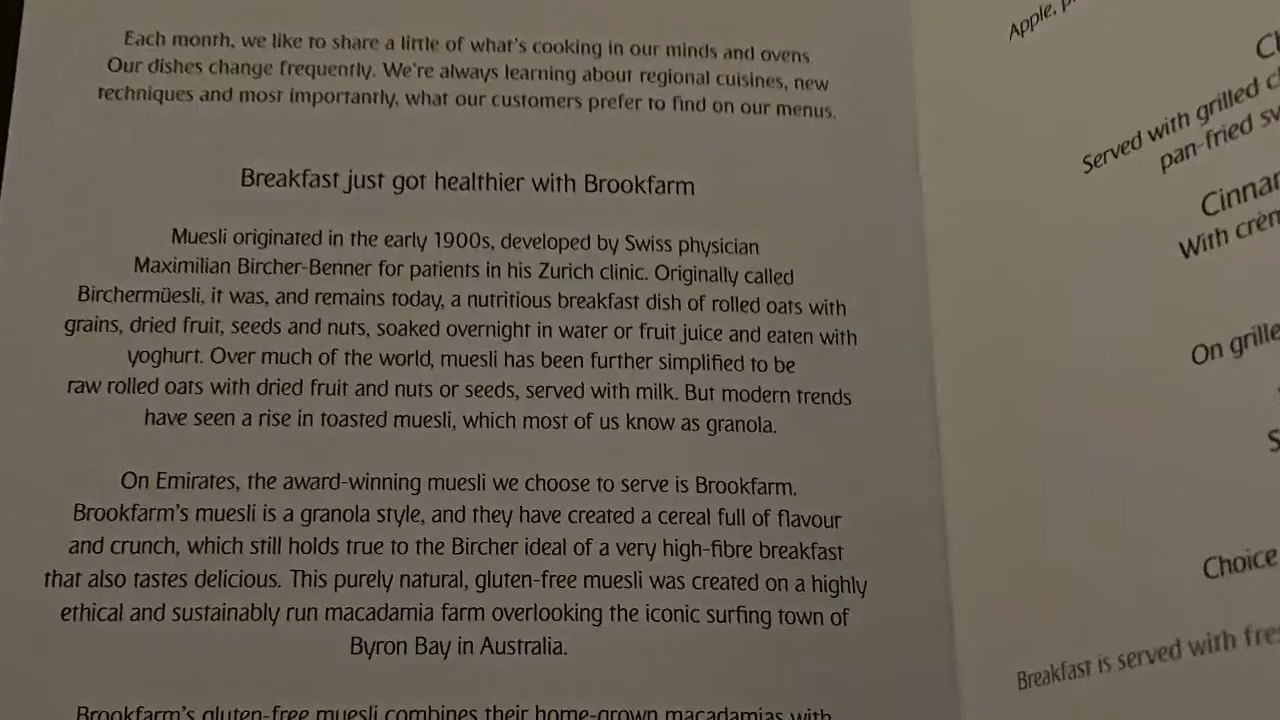 Each month, we like to share a little of what's cooking in our minds and ovens.
Our dishes change frequently. We're always learning about regional cuisines, new
techniques and most importantly, what our customers prefer to find on our menus.
Breakfast just got healthier with Brookfarm
Muesli originated in the early 1900s, developed by Swiss physician
Maximilian Bircher-Benner for patients in his Zurich clinic. Originally called
Birchermüesli, it was, and remains today, a nutritious breakfast dish of rolled oats with
grains, dried fruit, seeds and nuts, soaked overnight in water or fruit juice and eaten with
yoghurt. Over much of the world, muesli has been further simplified to be
raw rolled oats with dried fruit and nuts or seeds, served with milk. But modern trends
have seen a rise in toasted muesli, which most of us know as granola.
On Emirates, the award-winning muesli we choose to serve is Brookfarm.
Brookfarm's muesli is a granola style, and they have created a cereal full of flavour
and crunch, which still holds true to the Bircher ideal of a very high-fibre breakfast
that also tastes delicious. This purely natural, gluten-free muesli was created on a highly
ethical and sustainably run macadamia farm overlooking the iconic surfing town of
Byron Bay in Australia.
Brookfarm's gluten-free muesli combines their home-grown macadamias with
Apple,
Served with grilled
pan-fried
With
On
Choice
Breakfast is served with